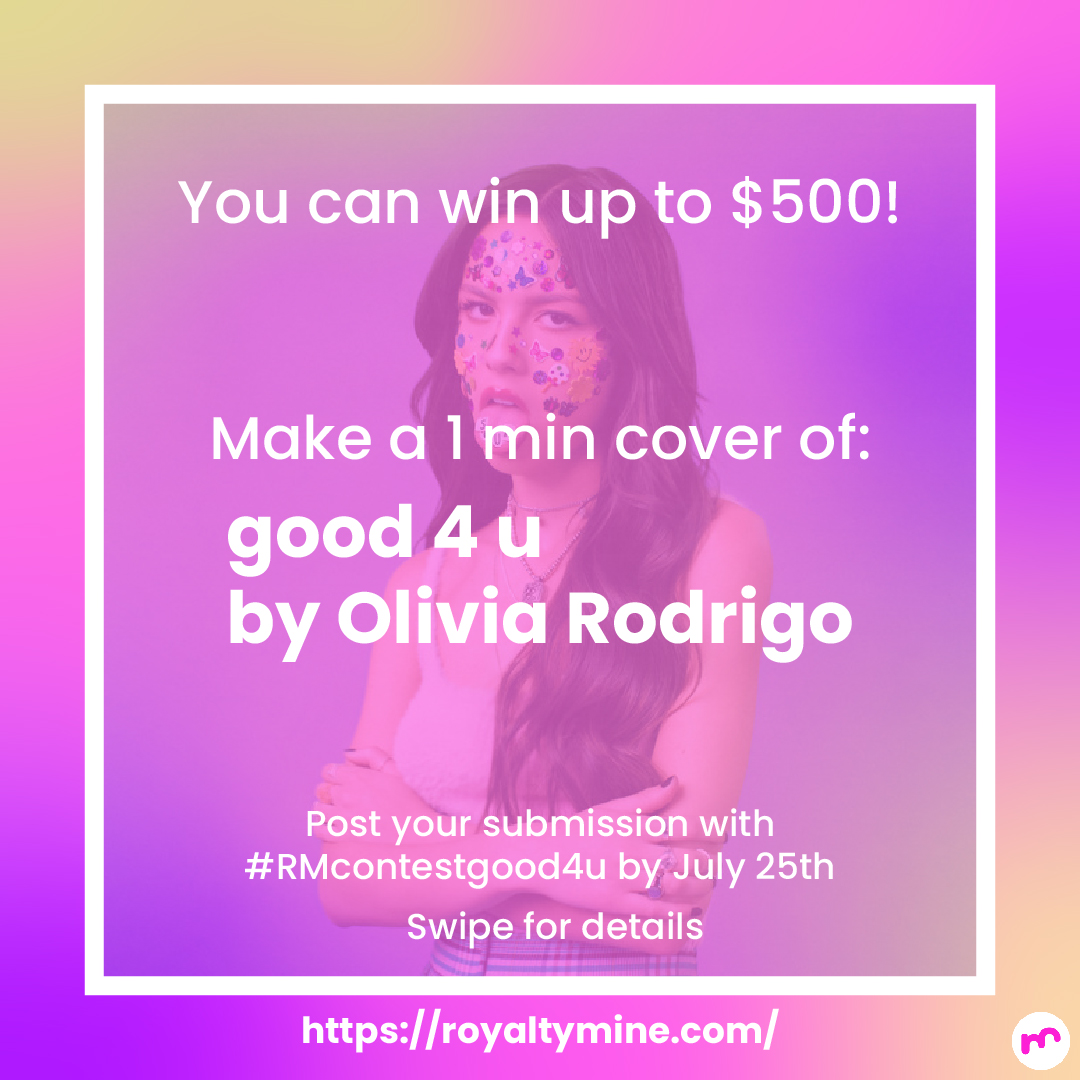 You can win up to $500!
Make a 1 min cover of:
good 4 u
by Olivia Rodrigo
Post your submission with
#RMcontestgood4u by July 25th
Swipe for details
https://royaltymine.com/